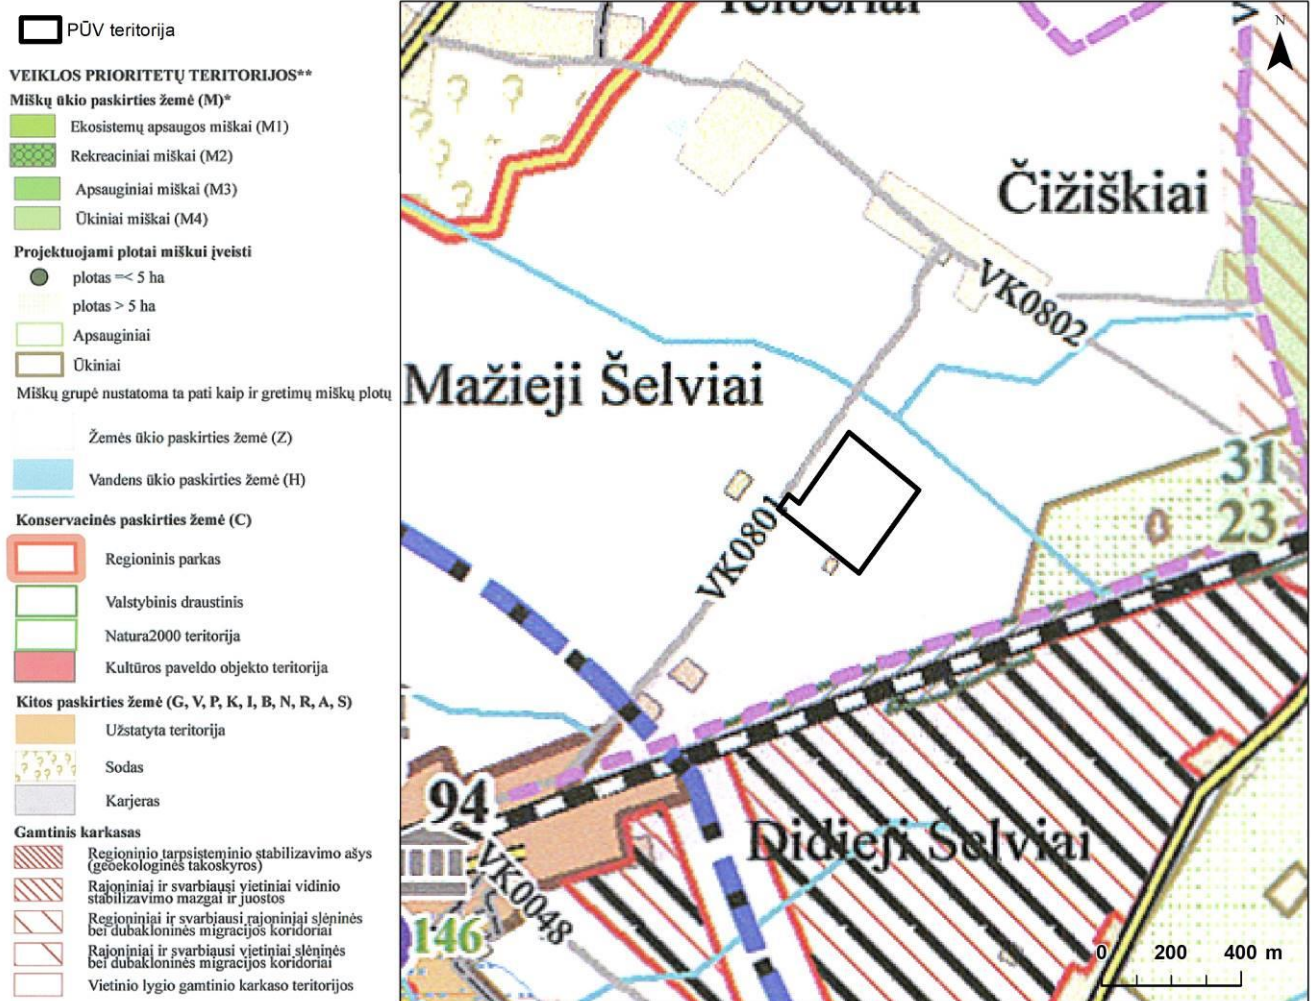 PŪV teritorija
VEIKLOS PRIORITETŲ TERITORIJOS**
Miškų ūkio paskirties žemė (M)*
Ekosistemų apsaugos miškai (M1)
Rekreaciniai miškai (M2)
Apsauginiai miškai (M3)
Ūkiniai miškai (M4)
Projektuojami plotai miškui įveisti
plotas =< 5 ha
plotas > 5 ha
Apsauginiai
Ūkiniai
Miškų grupė nustatoma ta pati kaip ir gretimų miškų plotų
Žemės ūkio paskirties žemė (Z)
Vandens ūkio paskirties žemė (H)
Konservacinės paskirties žemė (C)
Regioninis parkas
Valstybinis draustinis
Natura2000 teritorija
Kultūros paveldo objekto teritorija
Kitos paskirties žemė (G, V, P, K, I, B, N, R, A, S)
Užstatyta teritorija
Sodas
Karjeras
Gamtinis karkasas
Regioninio tarpsisteminio stabilizavimo ašys
(geoekologinės takoskyros)
Rajoniniai ir svarbiausi vietiniai vidinio
stabilizavimo mazgai ir juostos
Regioniniai ir svarbiausi rajoniniai slėninės
bei dubakloninės migracijos koridoriai
Rajoniniai ir svarbiausi vietiniai slėninės
bei dubakloninės migracijos koridoriai
Vietinio lygio gamtinio karkaso teritorijos
N
Čižiškiai
VK0802
Mažieji Šelviai
VK0801
31
23
94
Didieji Šelviai
VK0048
146
0 200 400 m